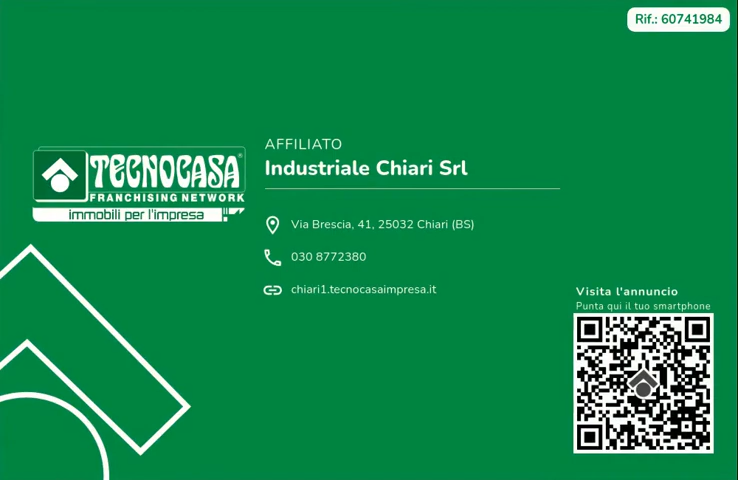 Rif.: 60741984
TECNOCASA®
FRANCHISING NETWORK
immobili per l'impresa
AFFILIATO
Industriale Chiari Srl
Via Brescia, 41, 25032 Chiari (BS)
030 8772380
chiari1.tecnocasaimpresa.it
Visita l'annuncio
Punta qui il tuo smartphone